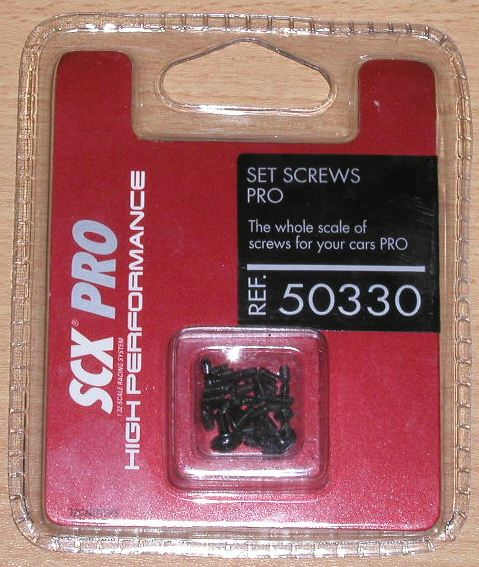 SET SCREWS
PRO
The whole scale of
screws for your cars PRO
REF. 50330
SCX® PRO
1:32 SCALE RACING SYSTEM
HIGH PERFORMANCE